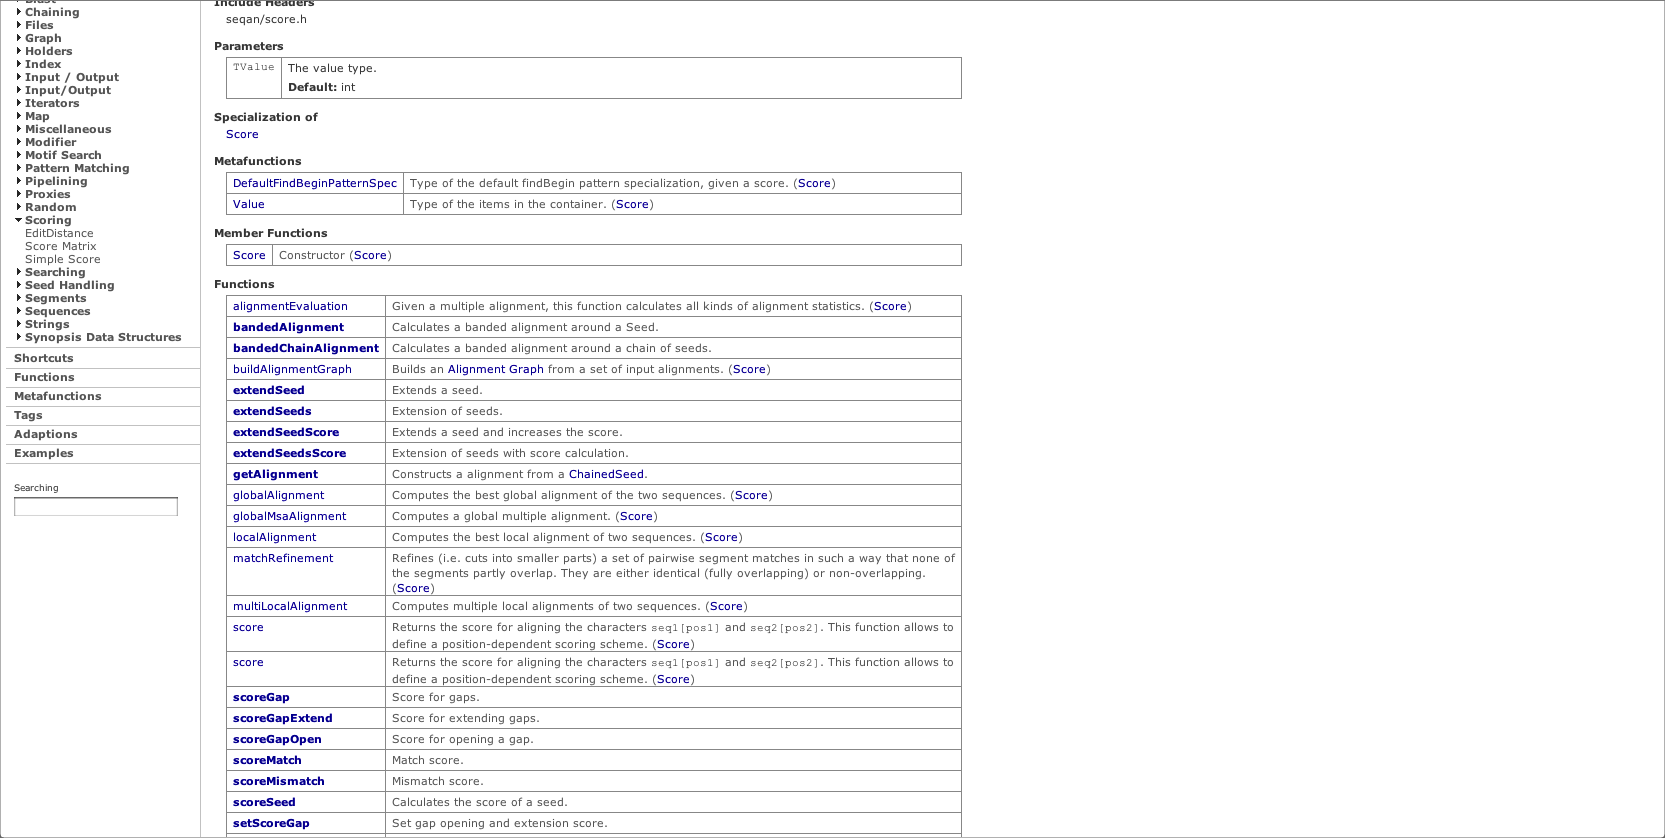 Blast
Chaining
Files
Graph
Holders
Index
Input / Output
Input/Output
Iterators
Map
Miscellaneous
Modifier
Motif Search
Pattern Matching
Pipelining
Proxies
Random
Scoring
EditDistance
Score Matrix
Simple Score
Searching
Seed Handling
Segments
Sequences
Strings
Synopsis Data Structures
Shortcuts
Functions
Metafunctions
Tags
Adaptions
Examples
Searching
Include Headers
seqan/score.h
Parameters
TValue The value type.
Default: int
Specialization of
Score
Metafunctions
DefaultFindBeginPatternSpec Type of the default findBegin pattern specialization, given a score. (Score)
Value Type of the items in the container. (Score)
Member Functions
Score Constructor (Score)
Functions
alignmentEvaluation Given a multiple alignment, this function calculates all kinds of alignment statistics. (Score)
bandedAlignment Calculates a banded alignment around a Seed.
bandedChainAlignment Calculates a banded alignment around a chain of seeds.
buildAlignmentGraph Builds an Alignment Graph from a set of input alignments. (Score)
extendSeed Extends a seed.
extendSeeds Extension of seeds.
extendSeedScore Extends a seed and increases the score.
extendSeedsScore Extension of seeds with score calculation.
getAlignment Constructs a alignment from a ChainedSeed.
globalAlignment Computes the best global alignment of the two sequences. (Score)
globalMsaAlignment Computes a global multiple alignment. (Score)
localAlignment Computes the best local alignment of two sequences. (Score)
matchRefinement Refines (i.e. cuts into smaller parts) a set of pairwise segment matches in such a way that none of
the segments partly overlap. They are either identical (fully overlapping) or non-overlapping.
(Score)
multiLocalAlignment Computes multiple local alignments of two sequences. (Score)
score Returns the score for aligning the characters seq1[pos1] and seq2[pos2]. This function allows to
define a position-dependent scoring scheme. (Score)
score Returns the score for aligning the characters seq1[pos1] and seq2[pos2]. This function allows to
define a position-dependent scoring scheme. (Score)
scoreGap Score for gaps.
scoreGapExtend Score for extending gaps.
scoreGapOpen Score for opening a gap.
scoreMatch Match score.
scoreMismatch Mismatch score.
scoreSeed Calculates the score of a seed.
setScoreGap Set gap opening and extension score.